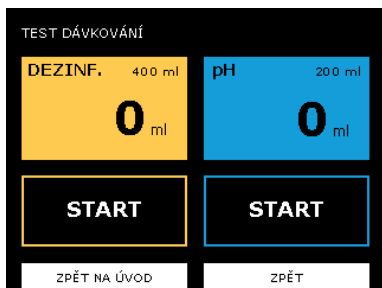 TEST DÁVKOVÁNÍ
DEZINF. 400 ml
0 ml
pH 200 ml
0 ml
START
START
ZPĚT NA ÚVOD
ZPĚT